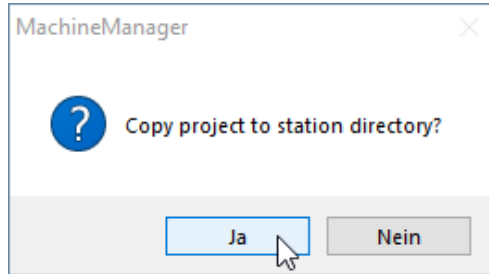 MachineManager
?
Copy project to station directory?
Ja
Nein